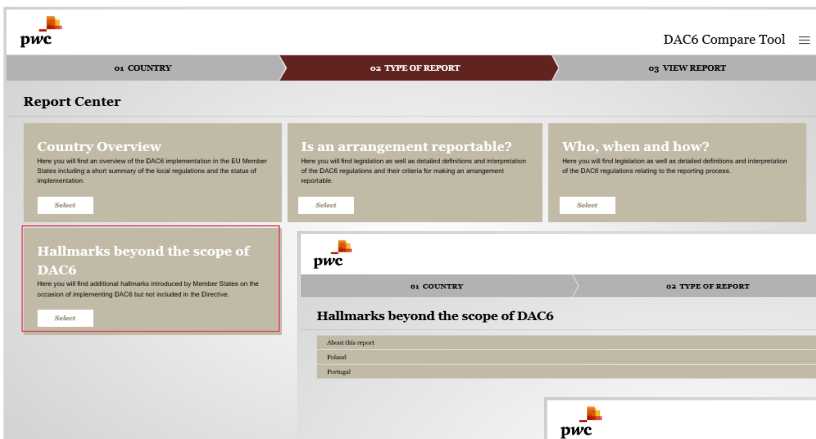 pwc
DAC6 Compare Tool
01 COUNTRY
02 TYPE OF REPORT
03 VIEW REPORT
Report Center
Country Overview
Here you will find an overview of the DAC6 implementation in the EU Member
States including a short summary of the local regulations and the status of
implementation.
Select
Is an arrangement reportable?
Here you will find legislation as well as detailed definitions and interpretation
of the DAC6 regulations and their criteria for making an arrangement
reportable.
Select
Who, when and how?
Here you will find legislation as well as detailed definitions and interpretation
of the DAC6 regulations relating to the reporting process.
Select
Hallmarks beyond the scope of
DAC6
Here you will find additional hallmarks introduced by Member States on the
occasion of implementing DAC6 but not included in the Directive.
Select
pwc
01 COUNTRY
02 TYPE OF REPORT
Hallmarks beyond the scope of DAC6
About this report
Poland
Portugal
pwc